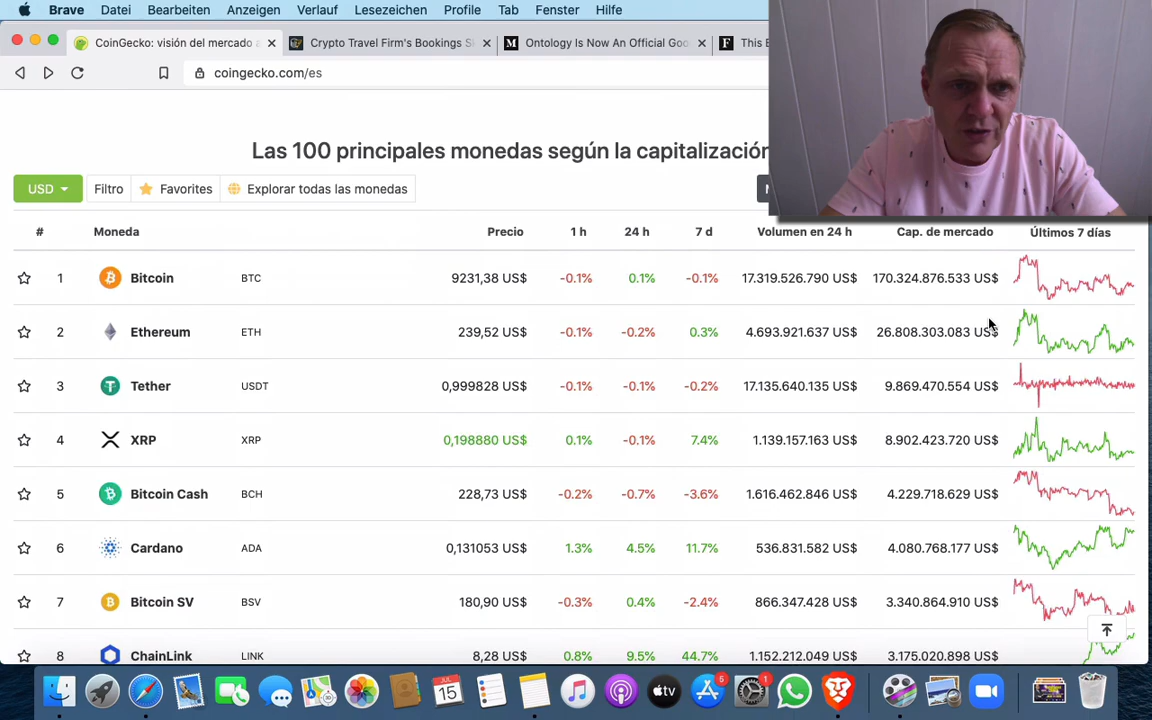 Brave Datei Bearbeiten Anzeigen Verlauf Lesezeichen Profile Tab Fenster Hilfe
CoinGecko: visión del mercado Crypto Travel Firm's Bookings Ontology Is Now An Official This
coingecko.com/es
Las 100 principales monedas según la capitalización
USD Filtro Favorites Explorar todas las monedas
# Moneda Precio 1 h 24 h 7 d Volumen en 24 h Cap. de mercado Últimos 7 días
1 Bitcoin BTC 9231,38 US$ -0.1% 0.1% -0.1% 17.319.526.790 US$ 170.324.876.533 US$
2 Ethereum ETH 239,52 US$ -0.1% -0.2% 0.3% 4.693.921.637 US$ 26.808.303.083 US$
3 Tether USDT 0,999828 US$ -0.1% -0.1% -0.2% 17.135.640.135 US$ 9.869.470.554 US$
4 XRP XRP 0,198880 US$ 0.1% -0.1% 7.4% 1.139.157.163 US$ 8.902.423.720 US$
5 Bitcoin Cash BCH 228,73 US$ -0.2% -0.7% -3.6% 1.616.462.846 US$ 4.229.718.629 US$
6 Cardano ADA 0,131053 US$ 1.3% 4.5% 11.7% 536.831.582 US$ 4.080.768.177 US$
7 Bitcoin SV BSV 180,90 US$ -0.3% 0.4% -2.4% 866.347.428 US$ 3.340.864.910 US$
8 ChainLink LINK 8,28 US$ 0.8% 9.5% 44.7% 1.152.212.049 US$ 3.175.020.898 US$
JUL
15
5
1
tv